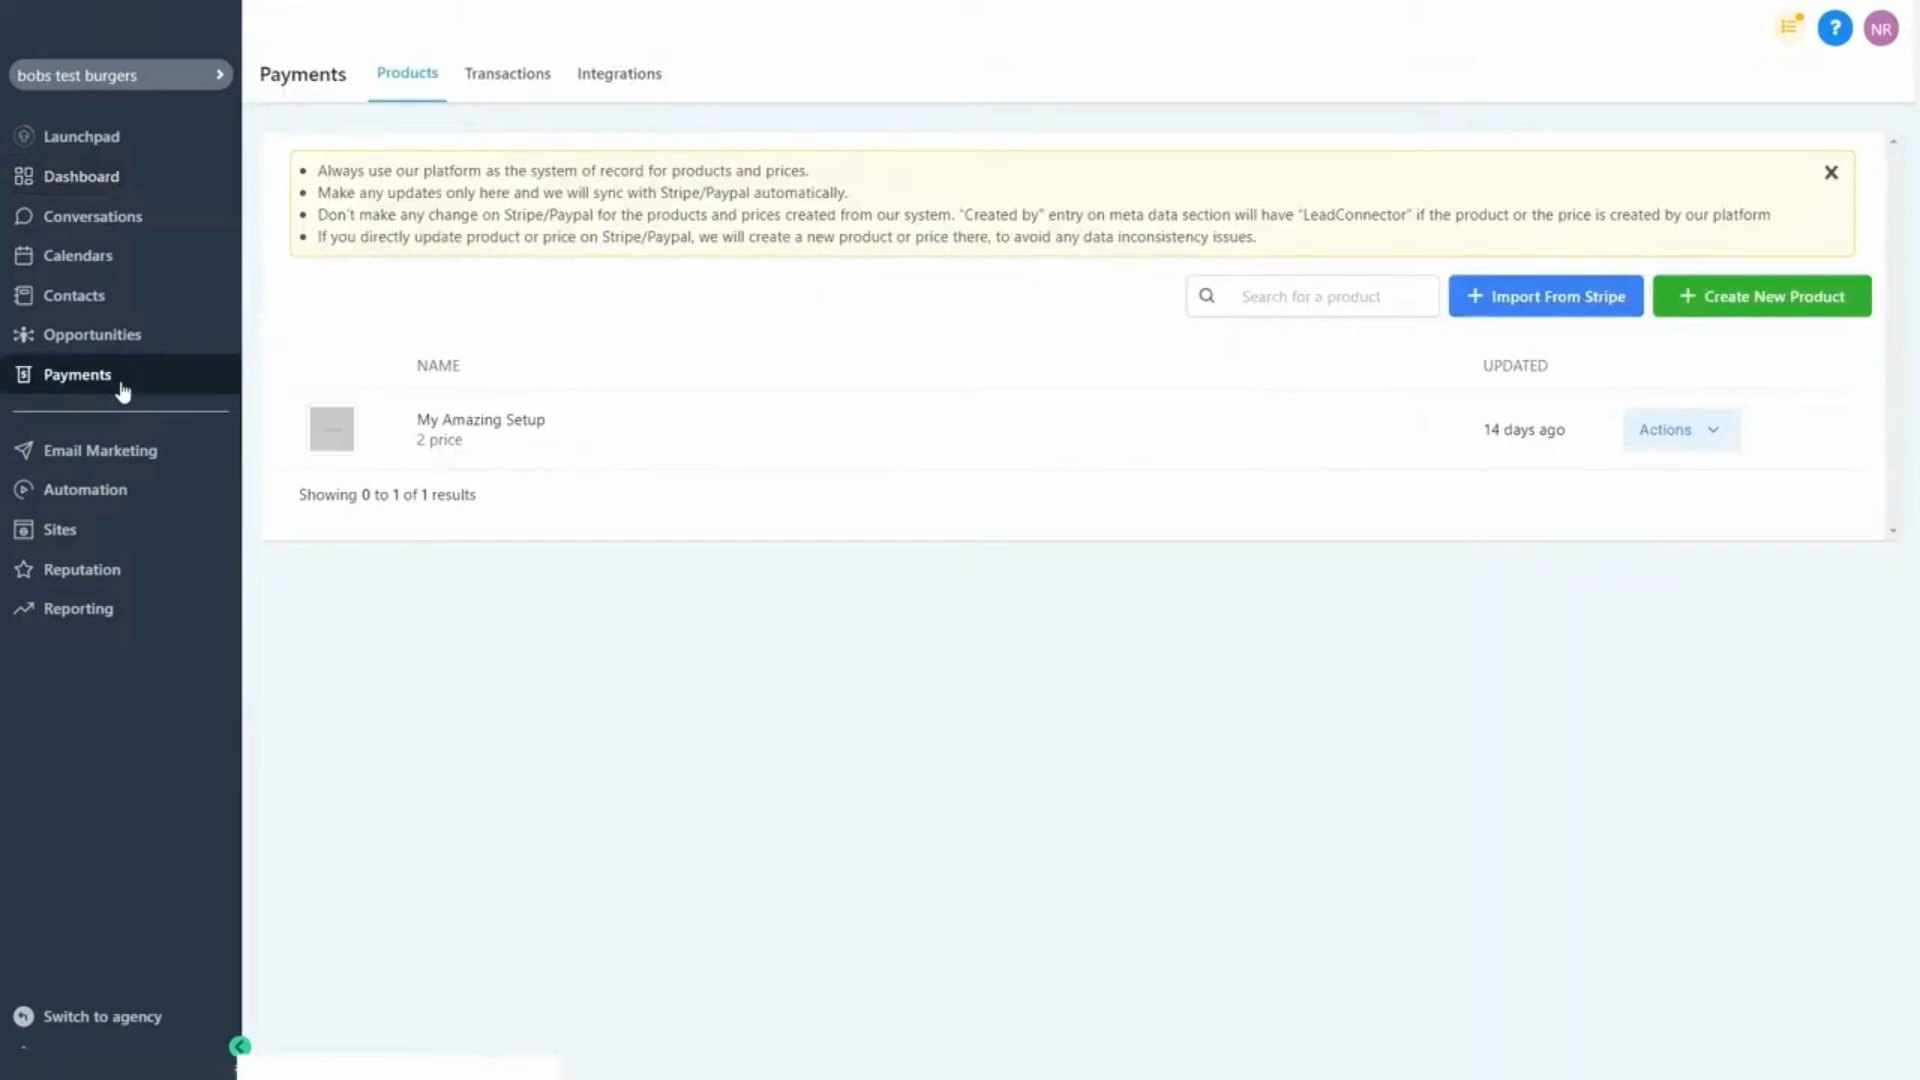 NR
bobs test burgers
Payments
Products
Transactions
Integrations
Launchpad
Dashboard
Conversations
Calendars
Contacts
Opportunities
Payments
Email Marketing
Automation
Sites
Reputation
Reporting
Switch to agency
Always use our platform as the system of record for products and prices.
Make any updates only here and we will sync with Stripe/Paypal automatically.
Don't make any change on Stripe/Paypal for the products and prices created from our system. "Created by" entry on meta data section will have "LeadConnector" if the product or the price is created by our platform
If you directly update product or price on Stripe/Paypal, we will create a new product or price there, to avoid any data inconsistency issues.
Search for a product
+ Import From Stripe
+ Create New Product
NAME
UPDATED
My Amazing Setup
2 price
14 days ago
Actions
Showing 0 to 1 of 1 results